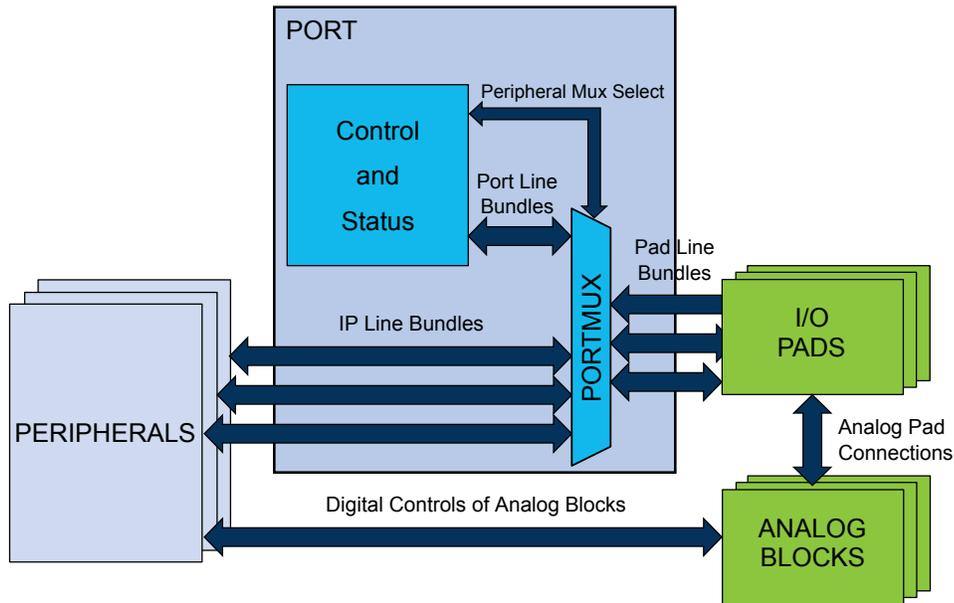 PORT
Peripheral Mux Select
Control
and
Status
Port Line
Bundles
Pad Line
Bundles
PORTMUX
IP Line Bundles
I/O
PADS
PERIPHERALS
Analog Pad
Connections
Digital Controls of Analog Blocks
ANALOG
BLOCKS